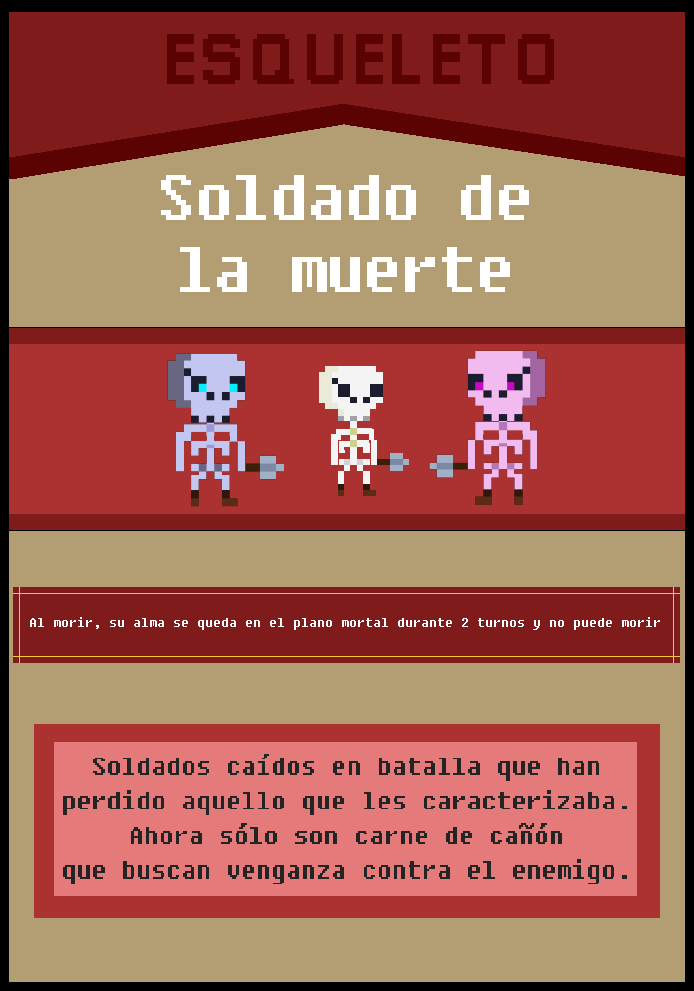 ESQUELETO
Soldado de
la muerte
Al morir, su alma se queda en el plano mortal durante 2 turnos y no puede morir
Soldados caídos en batalla que han
perdido aquello que les caracterizaba.
Ahora sólo son carne de cañón
que buscan venganza contra el enemigo.